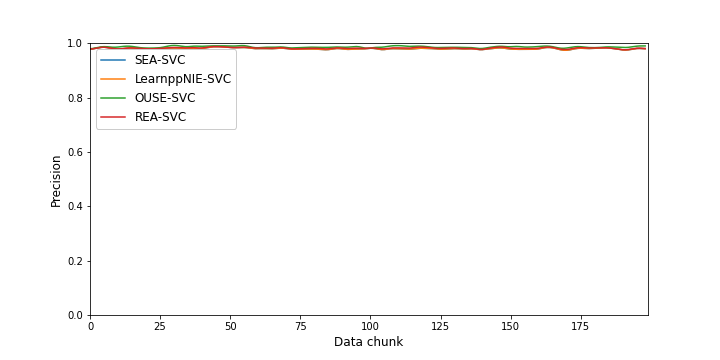 1.0
0.8
0.6
0.4
0.2
0.0
Precision
SEA-SVC
LearnppNIE-SVC
OUSE-SVC
REA-SVC
0 25 50 75 100 125 150 175
Data chunk